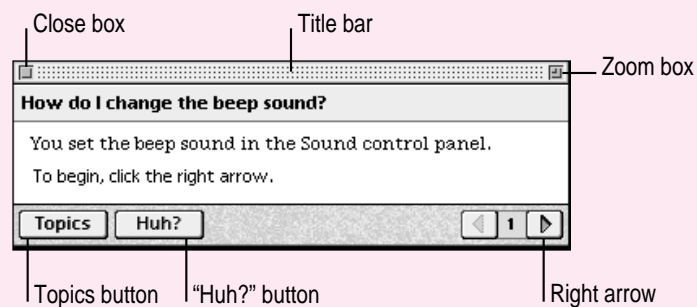 Close box
Title bar
Zoom box
How do I change the beep sound?
You set the beep sound in the Sound control panel.
To begin, click the right arrow.
Topics
Huh?
1
Topics button
“Huh?” button
Right arrow